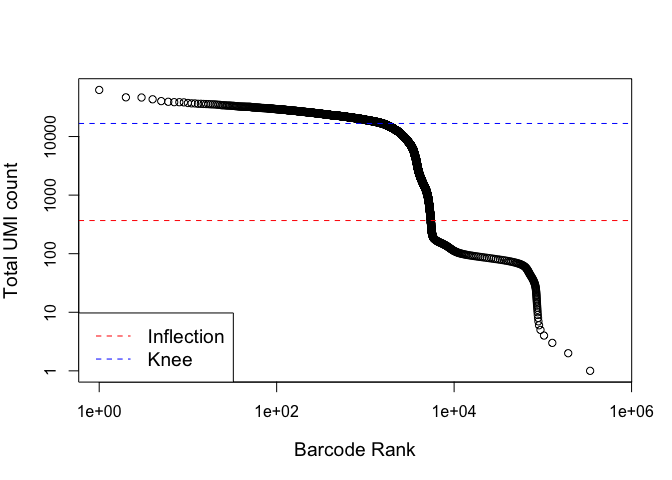 Total UMI count
10000
1000
100
10
1
Inflection
Knee
1e+00
1e+02
1e+04
1e+06
Barcode Rank